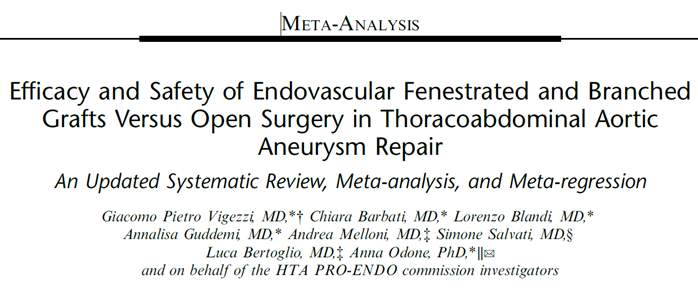 META-ANALYSIS
Efficacy and Safety of Endovascular Fenestrated and Branched
Grafts Versus Open Surgery in Thoracoabdominal Aortic
Aneurysm Repair
An Updated Systematic Review, Meta-analysis, and Meta-regression
Giacomo Pietro Vigezzi, MD,*† Chiara Barbati, MD,* Lorenzo Blandi, MD,*
Annalisa Guddemi, MD,* Andrea Melloni, MD,‡ Simone Salvati, MD,§
Luca Bertoglio, MD,‡ Anna Odone, PhD,*‖✉
and on behalf of the HTA PRO-ENDO commission investigators